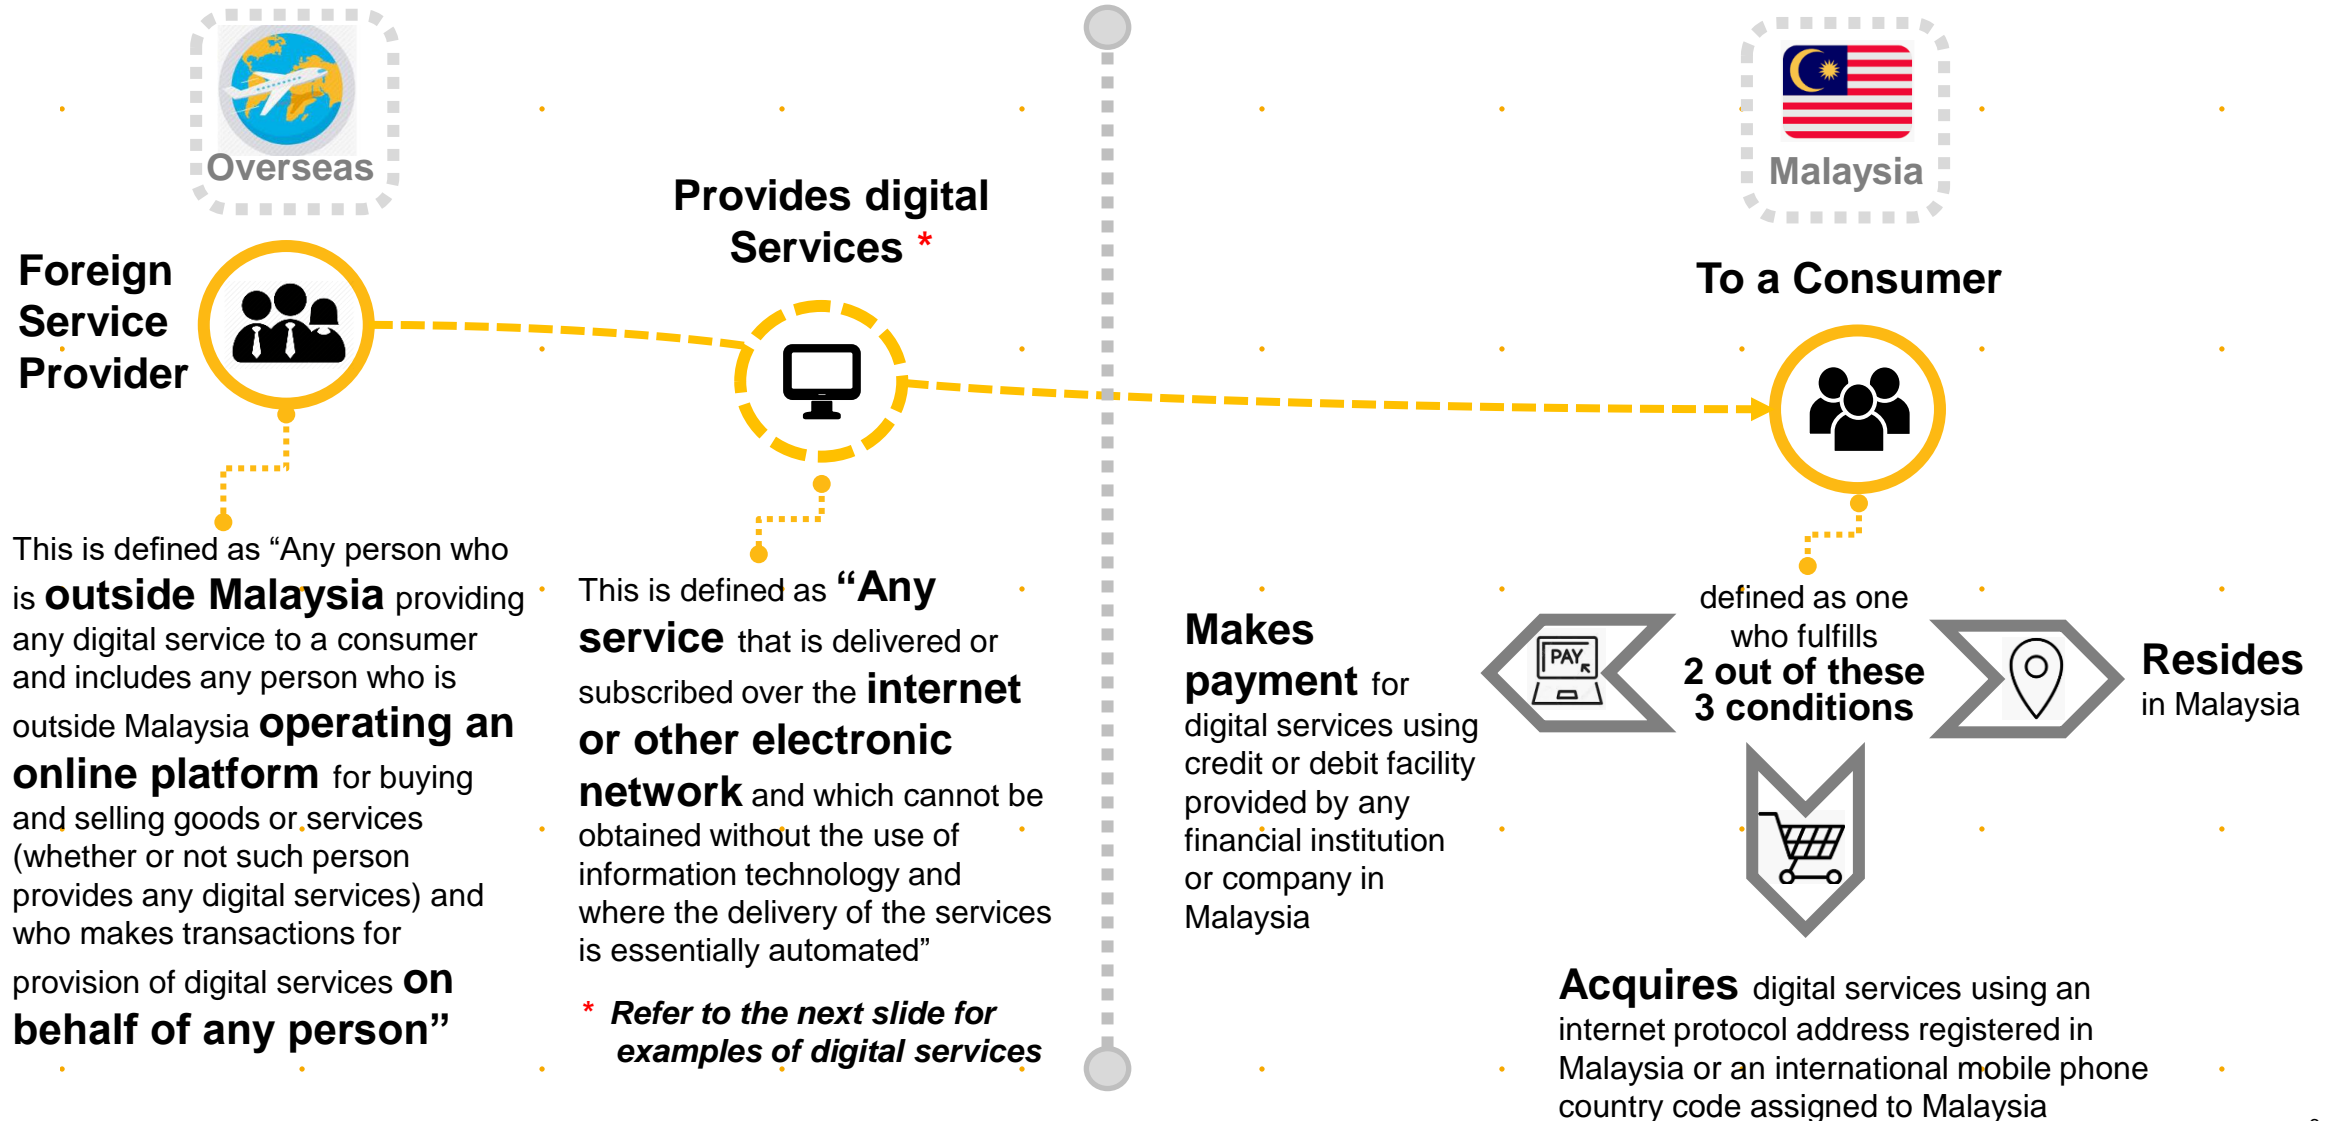 Overseas
Malaysia
Foreign
Service
Provider
Provides digital
Services *
To a Consumer
This is defined as “Any person who
is outside Malaysia providing
any digital service to a consumer
and includes any person who is
outside Malaysia operating an
online platform for buying
and selling goods or services
(whether or not such person
provides any digital services) and
who makes transactions for
provision of digital services on
behalf of any person”
This is defined as “Any
service that is delivered or
subscribed over the internet
or other electronic
network and which cannot be
obtained without the use of
information technology and
where the delivery of the services
is essentially automated”
* Refer to the next slide for
examples of digital services
Makes
payment for
digital services using
credit or debit facility
provided by any
financial institution
or company in
Malaysia
PAY
defined as one
who fulfills
2 out of these
3 conditions
Resides
in Malaysia
Acquires digital services using an
internet protocol address registered in
Malaysia or an international mobile phone
country code assigned to Malaysia